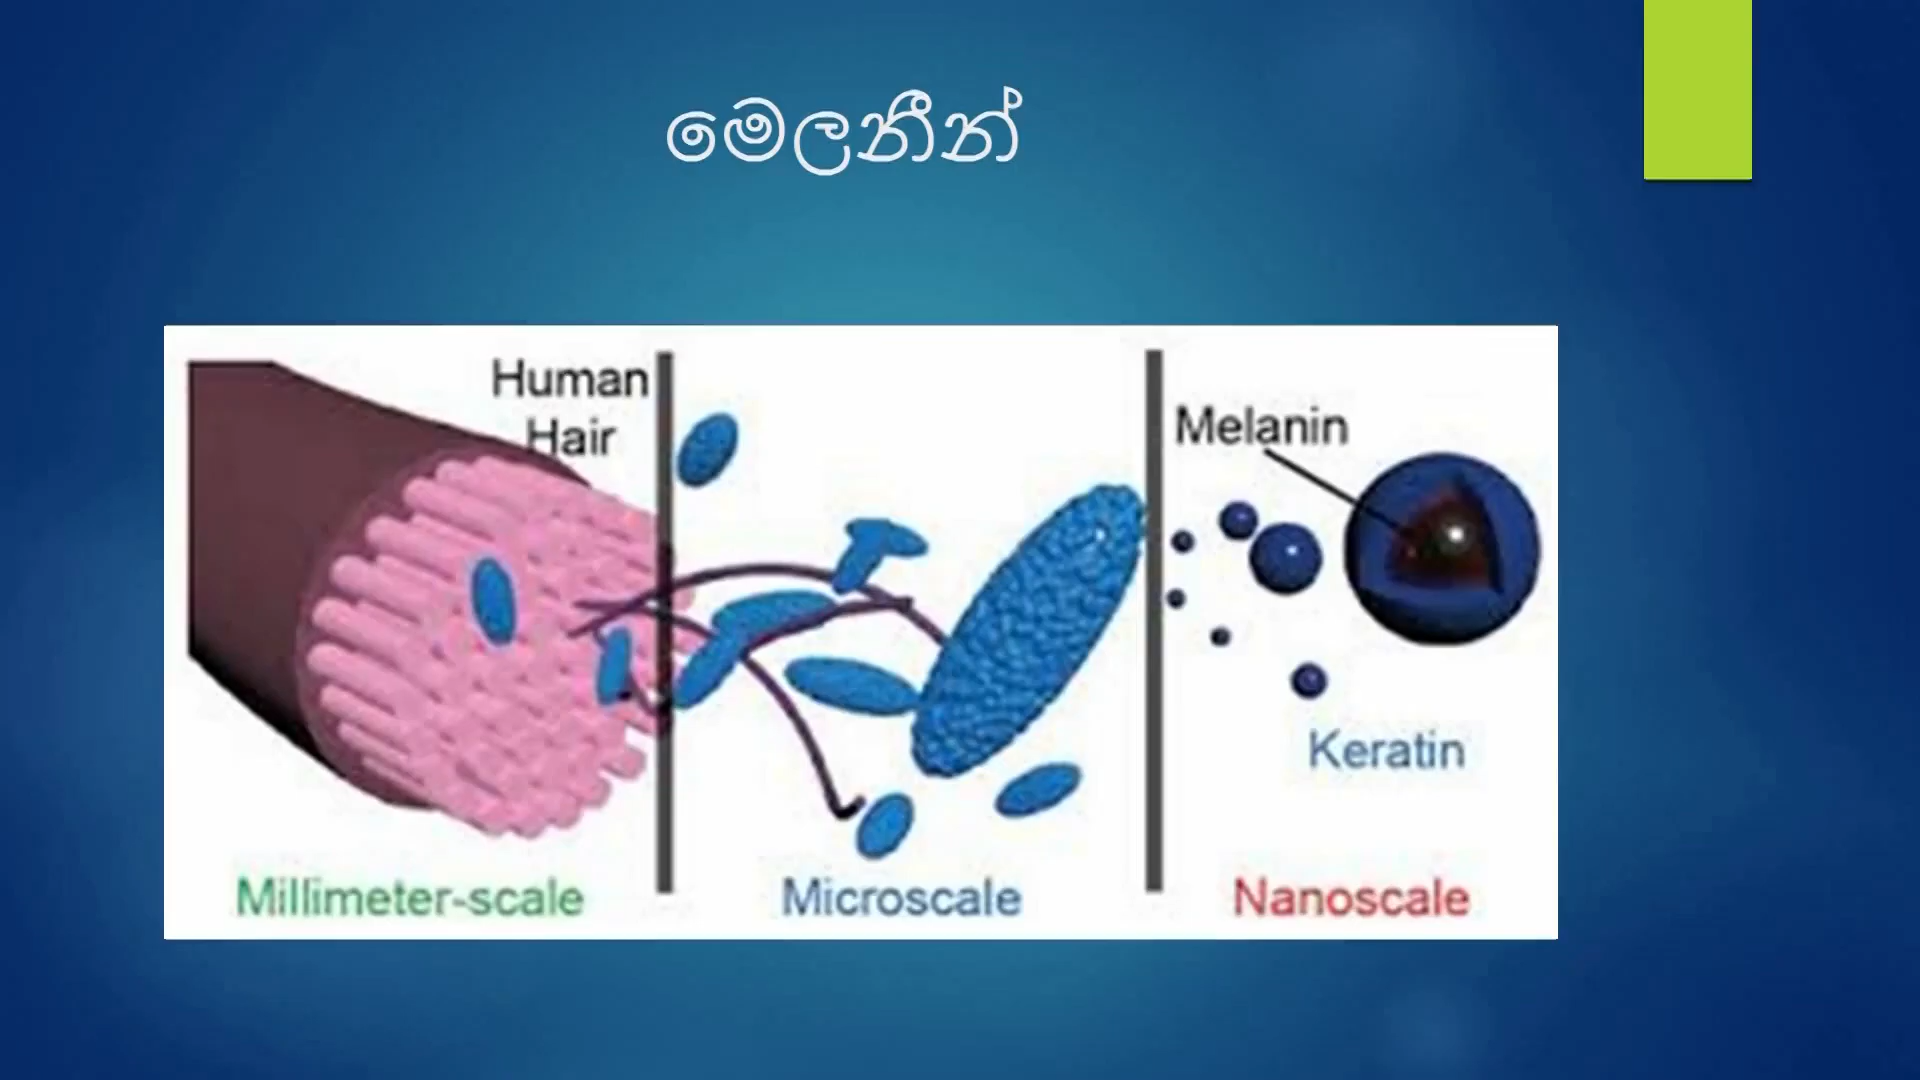 මෙලනීන්
Human
Hair
Melanin
Keratin
Millimeter-scale
Microscale
Nanoscale